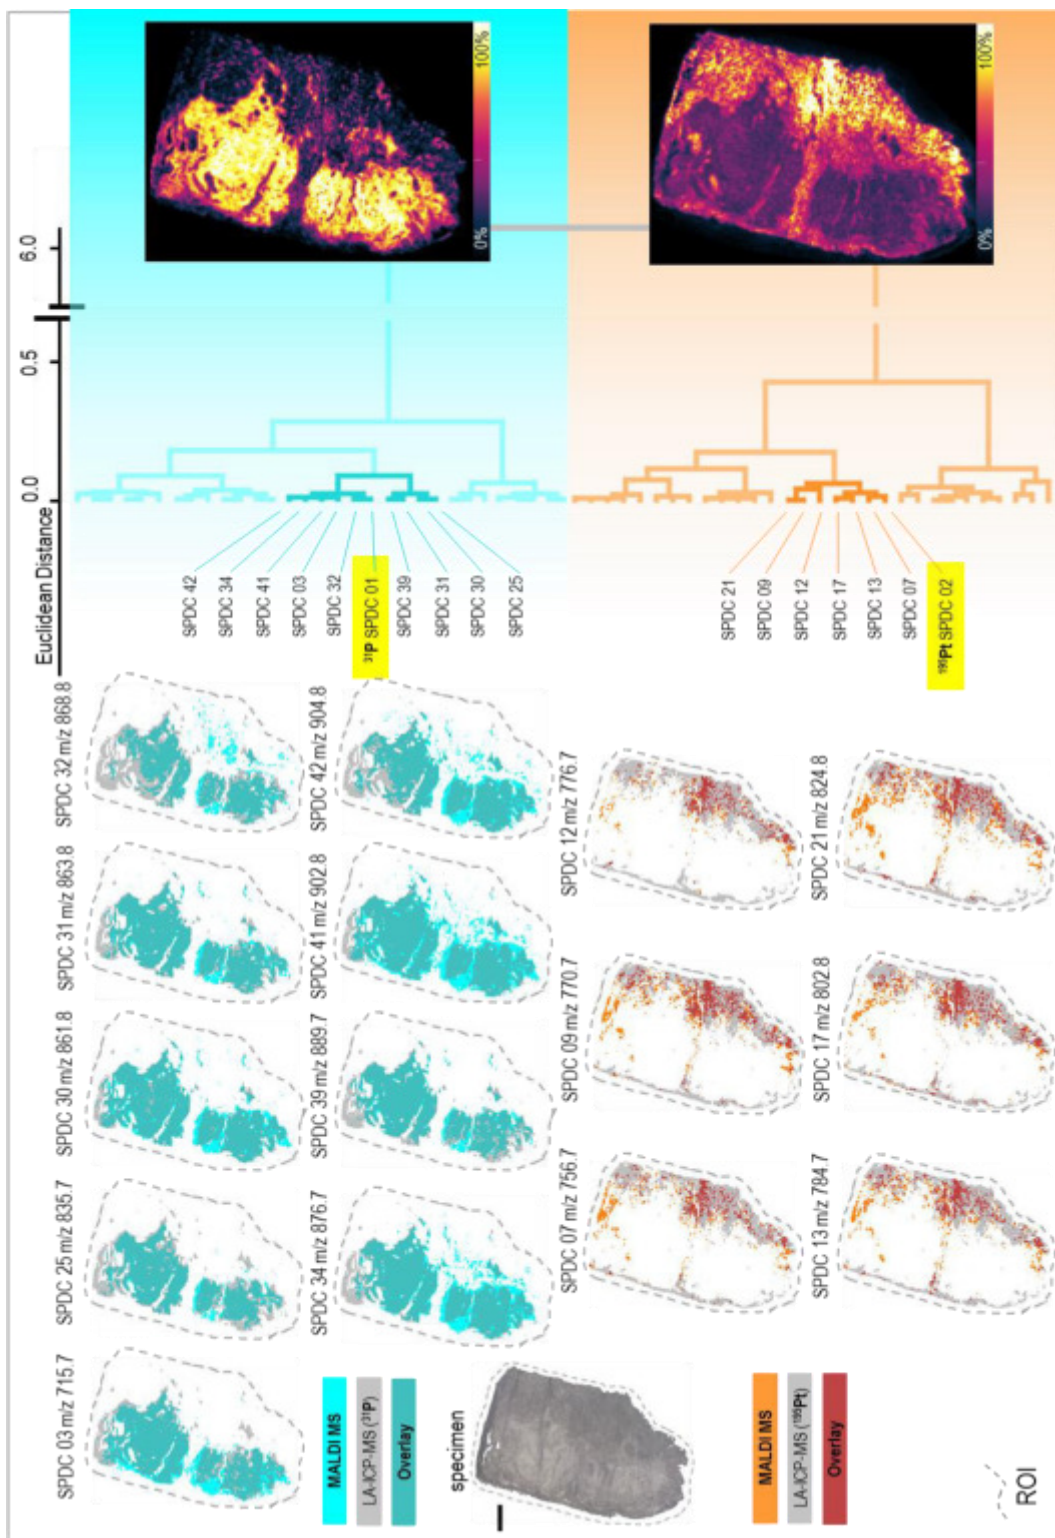 SPDC 03 m/z 715.7
SPDC 25 m/z 835.7
SPDC 30 m/z 861.8
SPDC 31 m/z 863.8
SPDC 32 m/z 868.8
SPDC 34 m/z 876.7
SPDC 39 m/z 889.7
SPDC 41 m/z 902.8
SPDC 42 m/z 904.8
MALDI MS
LA-ICP-MS (³¹P)
Overlay
specimen
SPDC 07 m/z 756.7
SPDC 09 m/z 770.7
SPDC 12 m/z 776.7
SPDC 13 m/z 784.7
SPDC 17 m/z 802.8
SPDC 21 m/z 824.8
MALDI MS
LA-ICP-MS (¹⁹⁵Pt)
Overlay
ROI
Euclidean Distance
0.0
0.5
6.0
SPDC 42
SPDC 34
SPDC 41
SPDC 03
SPDC 32
³¹P SPDC 01
SPDC 39
SPDC 31
SPDC 30
SPDC 25
0%
100%
SPDC 21
SPDC 09
SPDC 12
SPDC 17
SPDC 13
SPDC 07
¹⁹⁵Pt SPDC 02
0%
100%